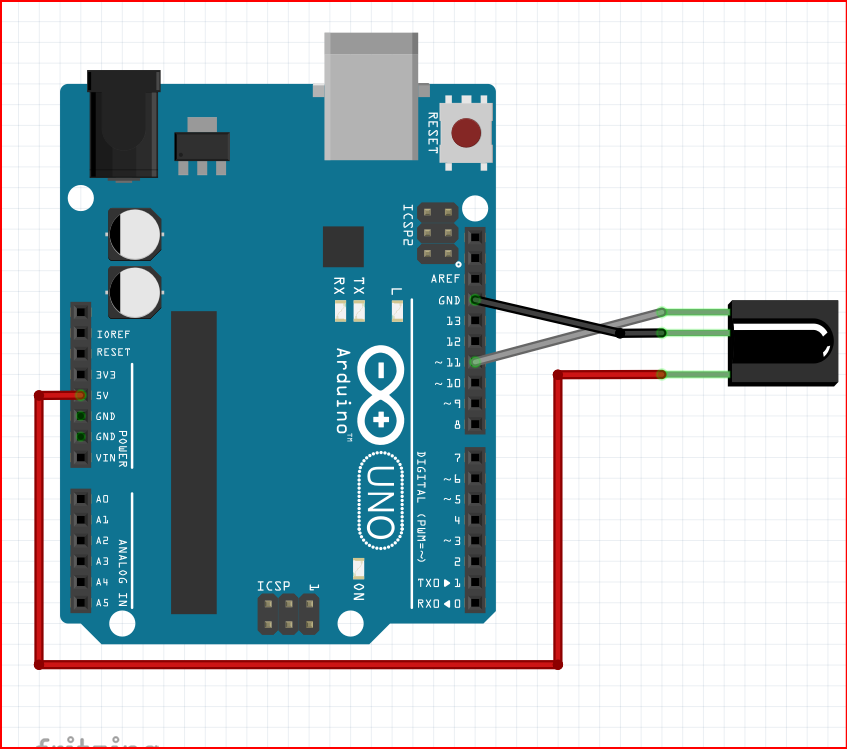 RESET
ICSP2
AREF
GND
13
12
~11
~10
~9
8
7
~6
~5
4
~3
2
TX0▶1
RX0◀0
DIGITAL (PWM=~)
RX
TX
L
Arduino™
UNO
ON
ICSP
1
IOREF
RESET
3V3
5V
GND
GND
VIN
POWER
A0
A1
A2
A3
A4
A5
ANALOG IN
fritzing